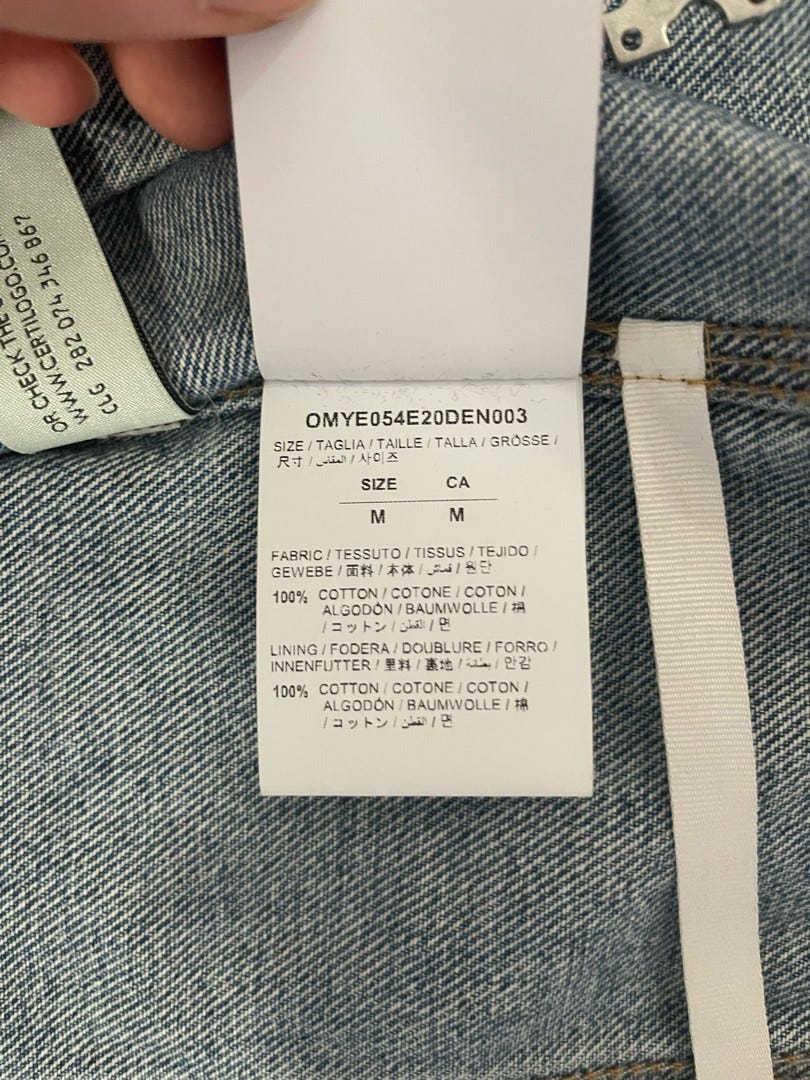 OR CHECK THE
WWW.CERTILOGO.COM
CLG 282 074 346 867
OMYE054E20DEN003
SIZE / TAGLIA / TAILLE / TALLA / GRÖSSE /
尺寸 / المقاس / 사이즈
SIZE CA
M M
FABRIC / TESSUTO / TISSUS / TEJIDO /
GEWEBE / 面料 / 本体 / قماش / 원단
100% COTTON / COTONE / COTON /
ALGODÓN / BAUMWOLLE / 棉
/ コットン / القطن / 면
LINING / FODERA / DOUBLURE / FORRO /
INNENFUTTER / 里料 / 裏地 / بطانة / 안감
100% COTTON / COTONE / COTON /
ALGODÓN / BAUMWOLLE / 棉
/ コットン / القطن / 면